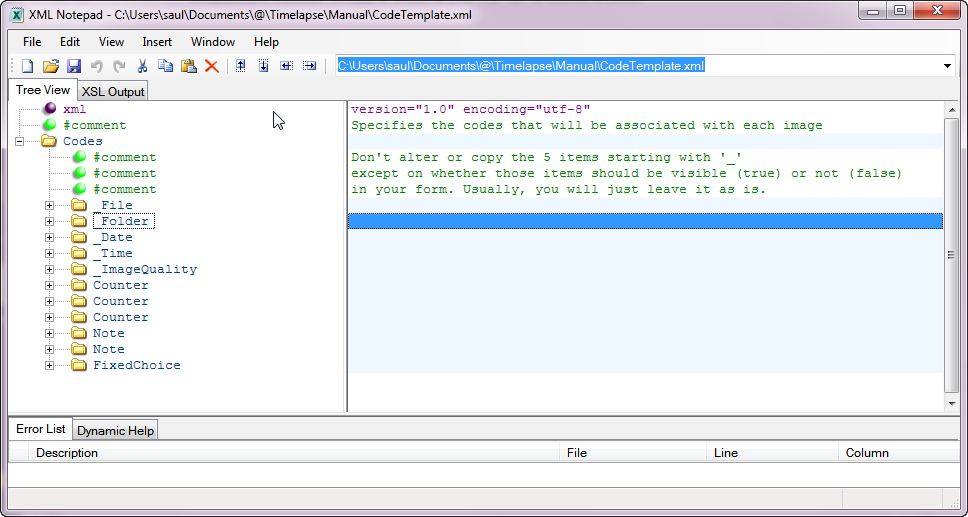 XML Notepad - C:\Users\saul\Documents\@\Timelapse\Manual\CodeTemplate.xml
File Edit View Insert Window Help
C:\Users\saul\Documents\@\Timelapse\Manual\CodeTemplate.xml
Tree View XSL Output
xml version="1.0" encoding="utf-8"
#comment Specifies the codes that will be associated with each image
Codes
#comment Don't alter or copy the 5 items starting with '_'
#comment except on whether those items should be visible (true) or not (false)
#comment in your form. Usually, you will just leave it as is.
_File
_Folder
_Date
_Time
_ImageQuality
Counter
Counter
Counter
Note
Note
FixedChoice
Error List Dynamic Help
Description File Line Column